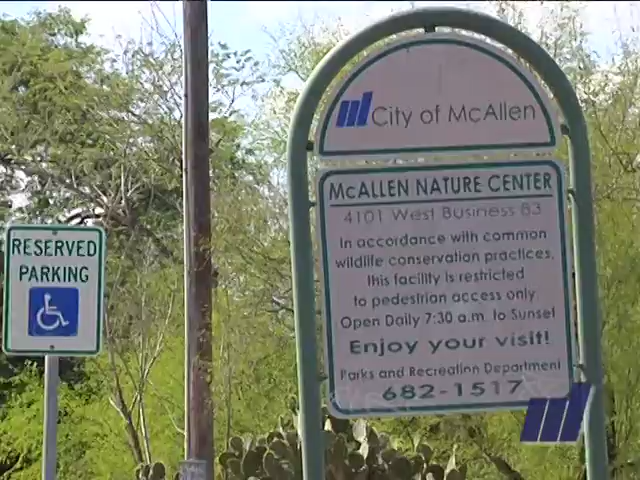 City of McAllen
McALLEN NATURE CENTER
4101 West Business 83
In accordance with common
wildlife conservation practices,
this facility is restricted
to pedestrian access only.
Open Daily 7:30 a.m. to Sunset
Enjoy your visit!
Parks and Recreation Department
682-1517
RESERVED
PARKING